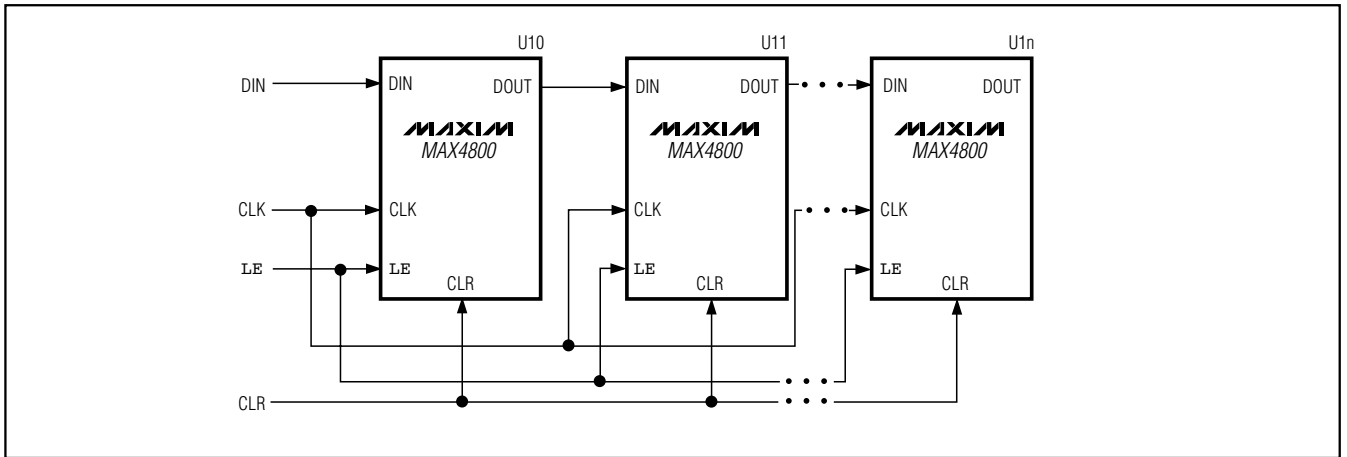 U10 U11 U1n
DIN DIN DOUT DIN DOUT • • • DIN DOUT
MAXIM MAXIM MAXIM
MAX4800 MAX4800 MAX4800
CLK CLK CLK • • • CLK
LE LE LE LE
CLR CLR CLR
• • •
CLR • • •